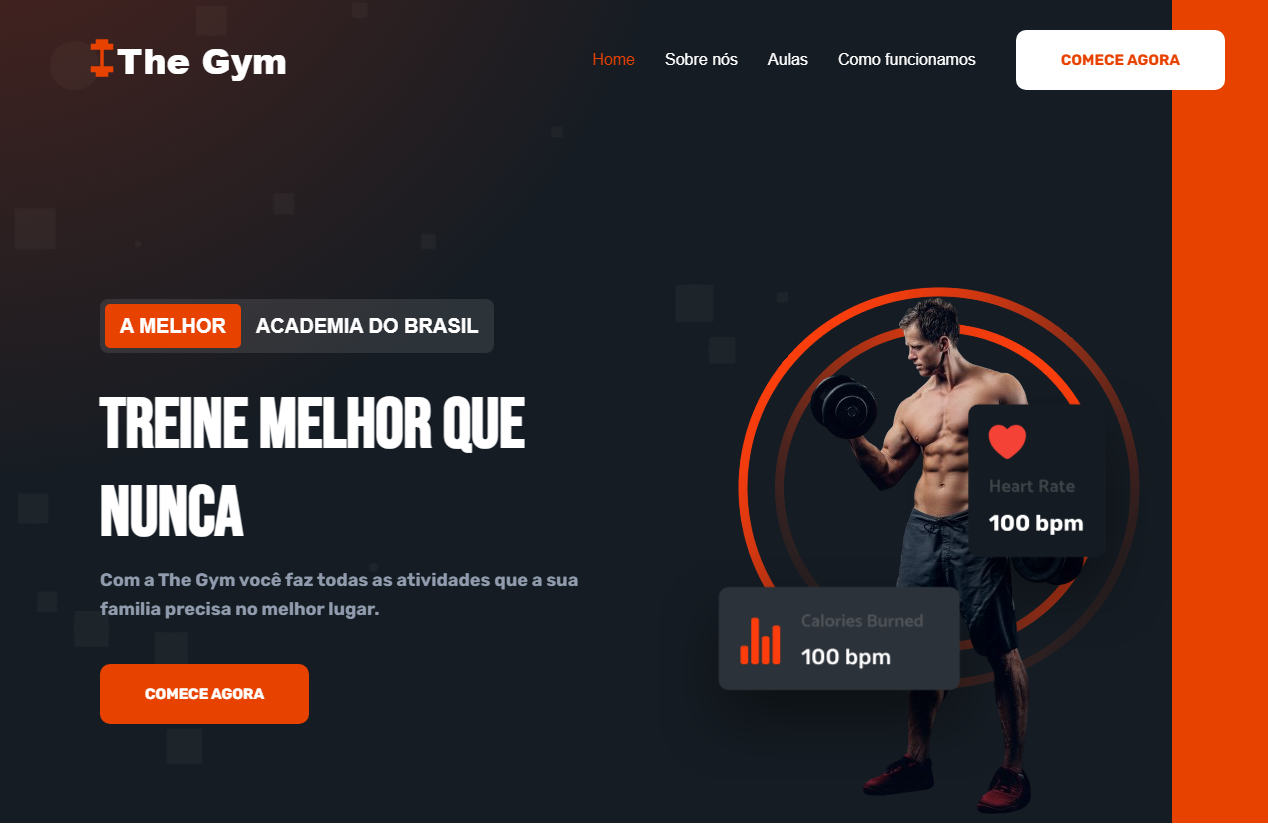 The Gym
Home Sobre nós Aulas Como funcionamos COMECE AGORA
A MELHOR ACADEMIA DO BRASIL
TREINE MELHOR QUE
NUNCA
Com a The Gym você faz todas as atividades que a sua
familia precisa no melhor lugar.
COMECE AGORA
Heart Rate
100 bpm
Calories Burned
100 bpm